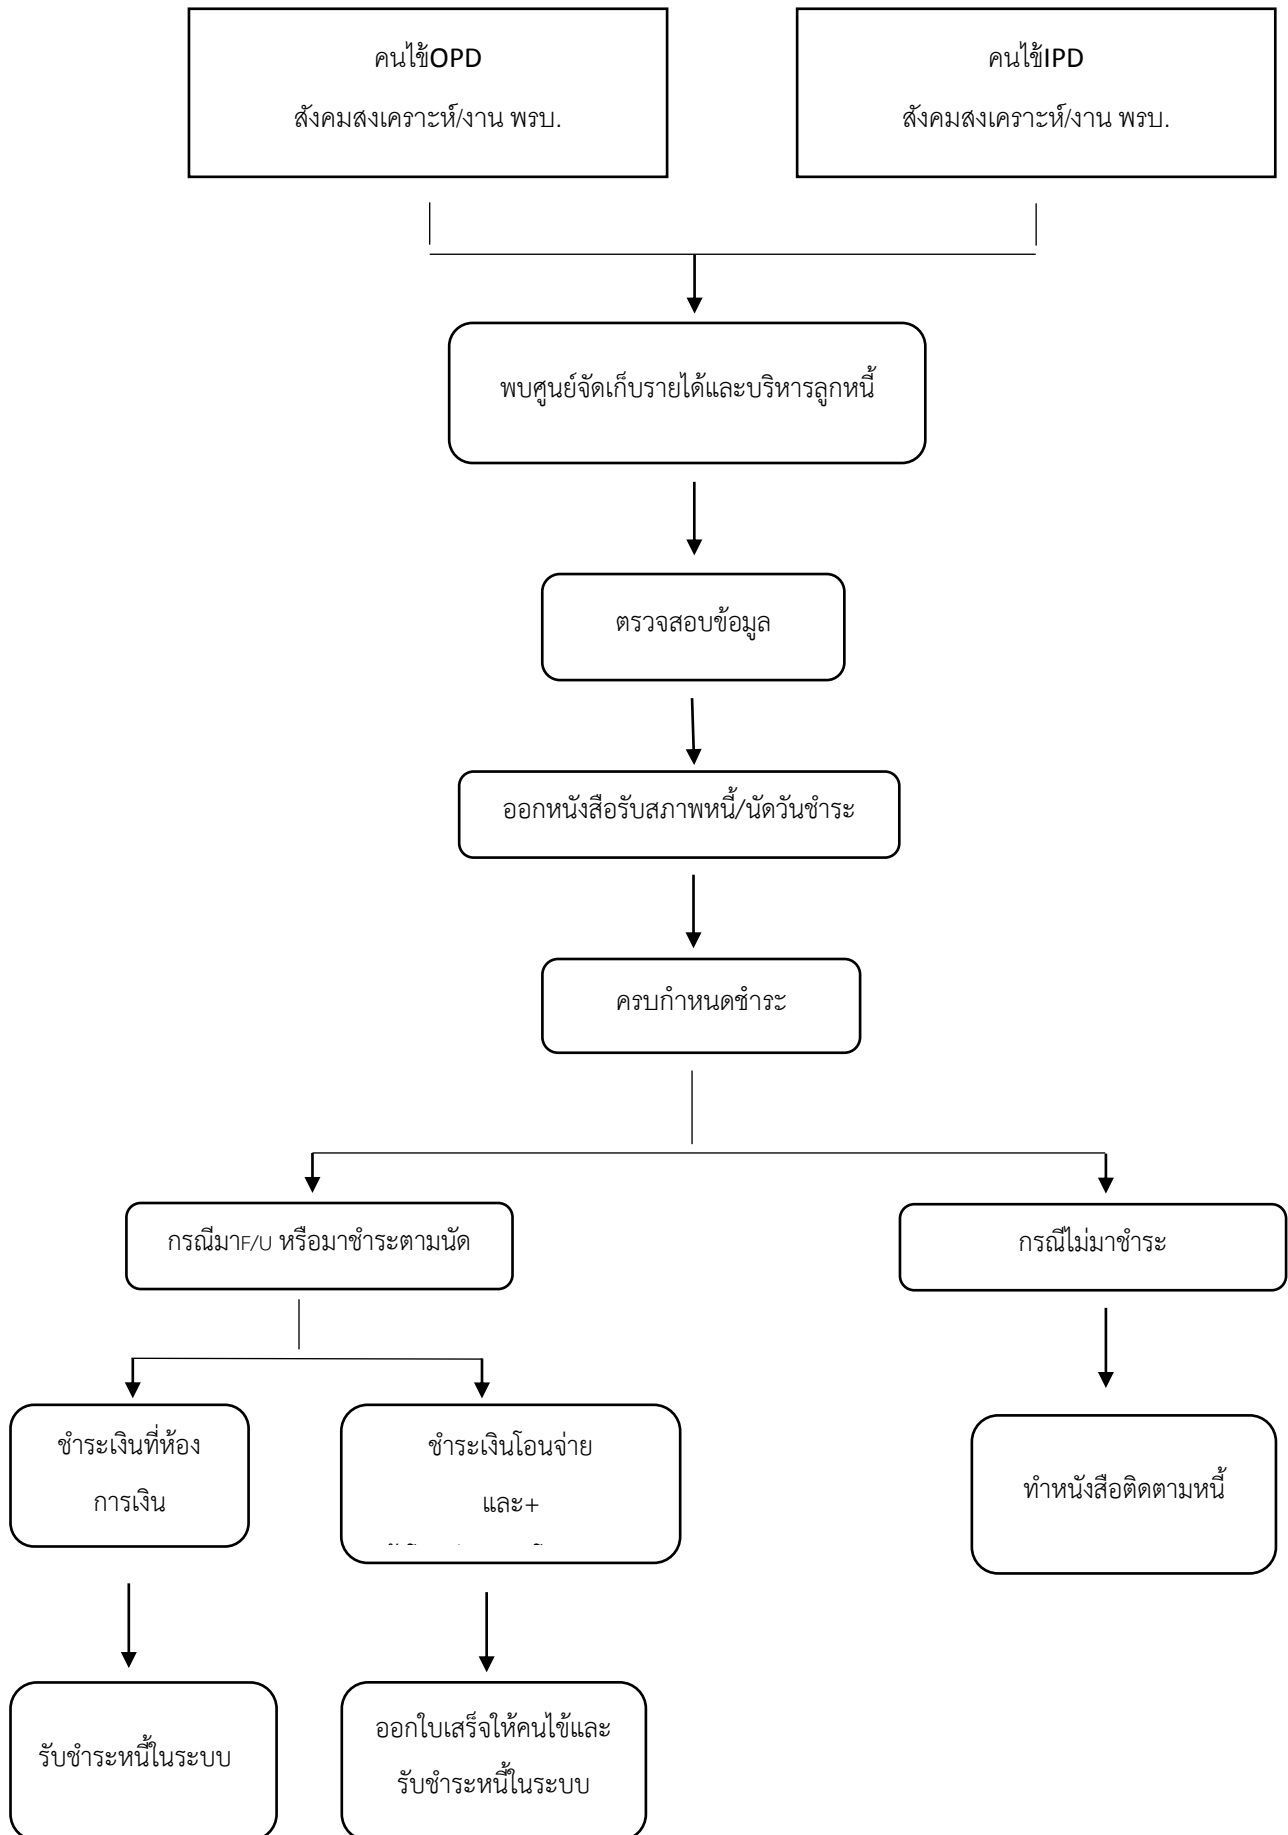 คนไข้OPD
สังคมสงเคราะห์/งาน พรบ.
คนไข้IPD
สังคมสงเคราะห์/งาน พรบ.
พบศูนย์จัดเก็บรายได้และบริหารลูกหนี้
ตรวจสอบข้อมูล
ออกหนังสือรับสภาพหนี้/นัดวันชำระ
ครบกำหนดชำระ
กรณีมาF/U หรือมาชำระตามนัด
กรณีไม่มาชำระ
ชำระเงินที่ห้อง
การเงิน
ชำระเงินโอนจ่าย
และ+
ทำหนังสือติดตามหนี้
รับชำระหนี้ในระบบ
ออกใบเสร็จให้คนไข้และ
รับชำระหนี้ในระบบ